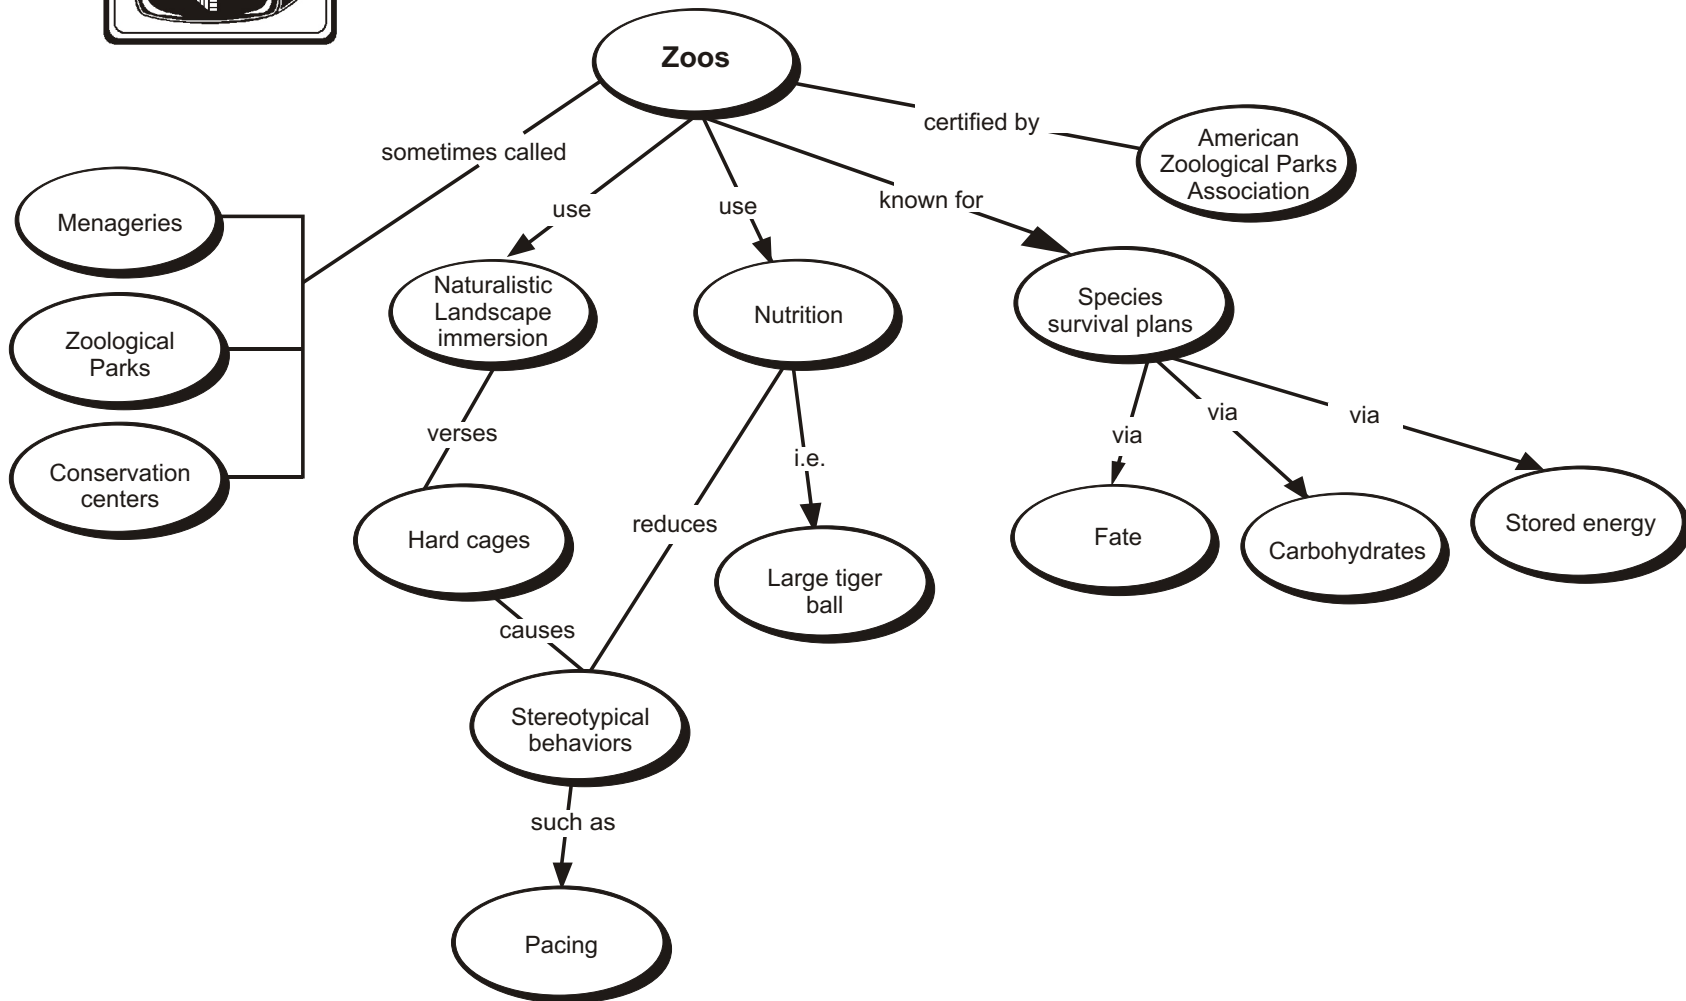 Zoos
certified by
American
Zoological Parks
Association
sometimes called
Menageries
Zoological
Parks
Conservation
centers
use
use
known for
Naturalistic
Landscape
immersion
Nutrition
Species
survival plans
verses
reduces
i.e.
via
via
via
Hard cages
Large tiger
ball
Fate
Carbohydrates
Stored energy
causes
Stereotypical
behaviors
such as
Pacing